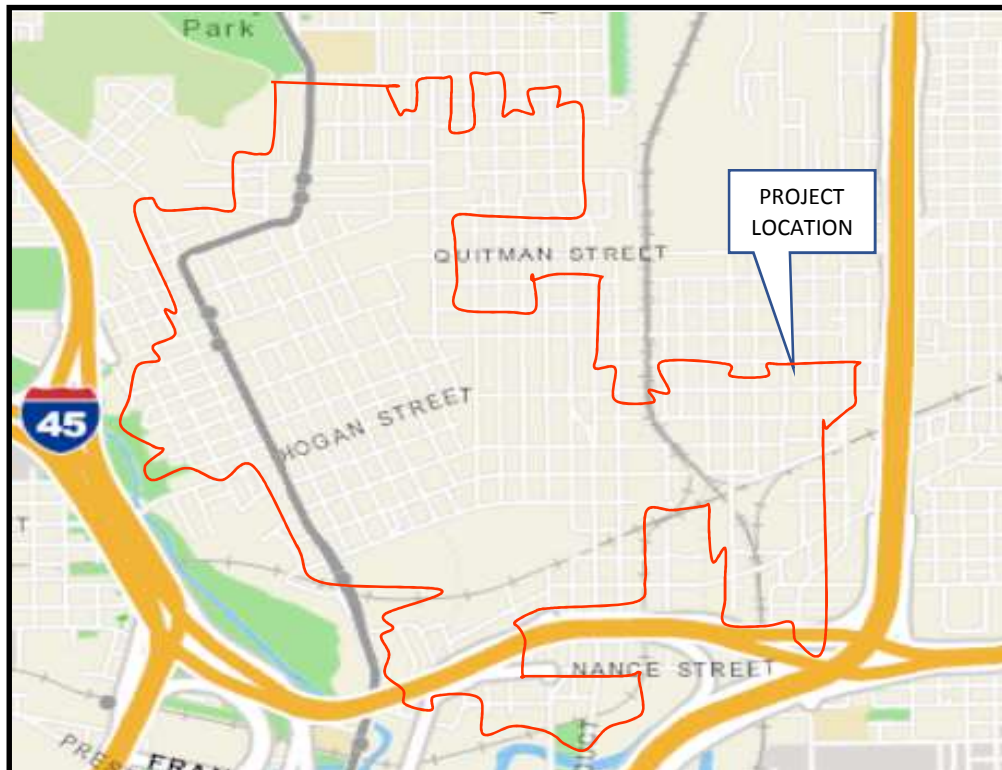 Park
PROJECT
LOCATION
QUITMAN STREET
45
HOGAN STREET
NANCE STREET